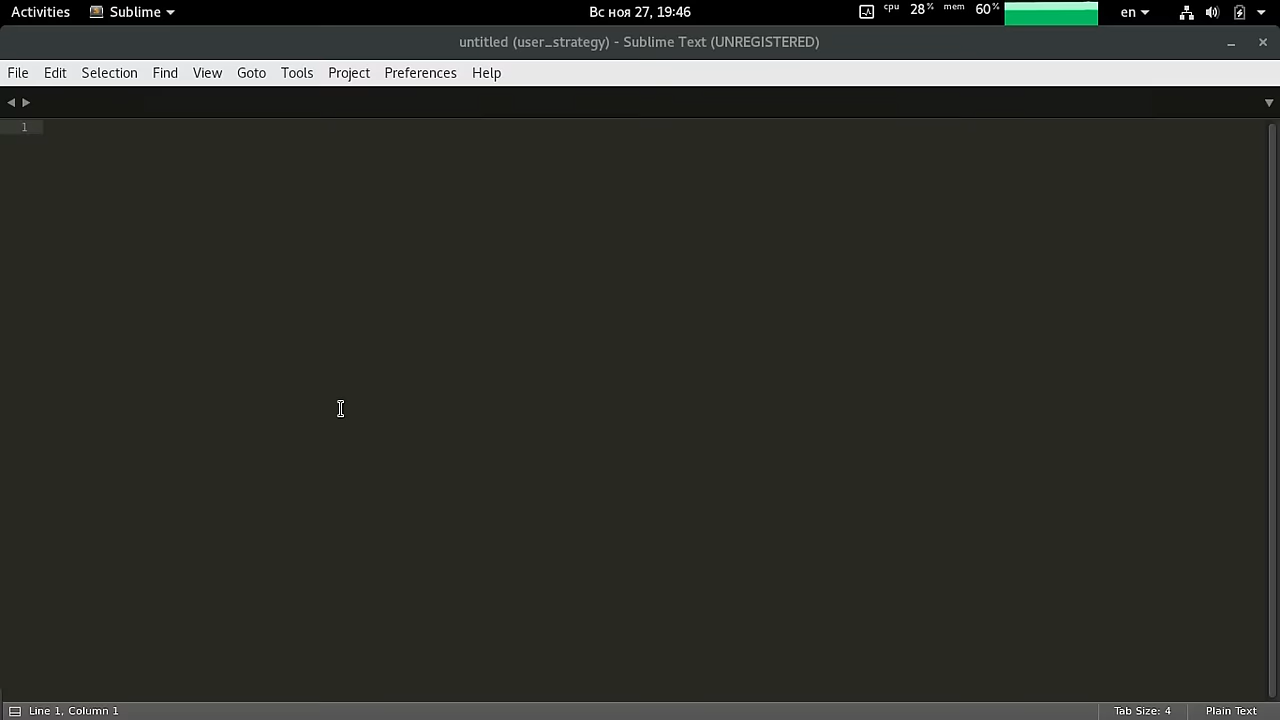 Activities Sublime Вс ноя 27, 19:46 cpu 28% mem 60% en
untitled (user_strategy) - Sublime Text (UNREGISTERED)
File Edit Selection Find View Goto Tools Project Preferences Help
1
Line 1, Column 1 Tab Size: 4 Plain Text